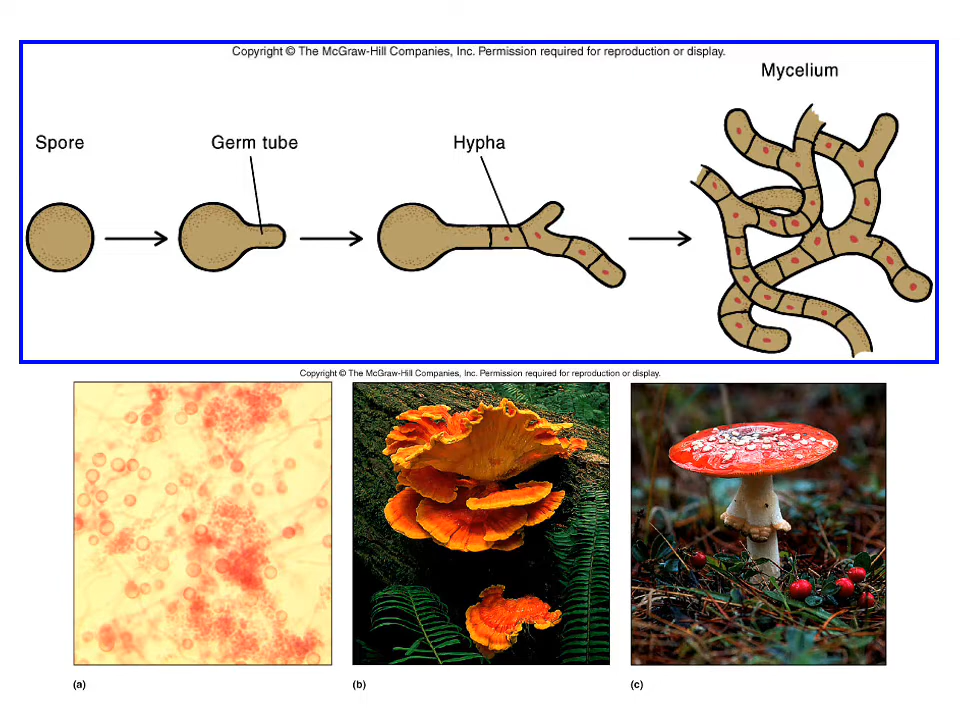 Copyright © The McGraw-Hill Companies, Inc. Permission required for reproduction or display.
Mycelium
Spore
Germ tube
Hypha
Copyright © The McGraw-Hill Companies, Inc. Permission required for reproduction or display.
(a)
(b)
(c)